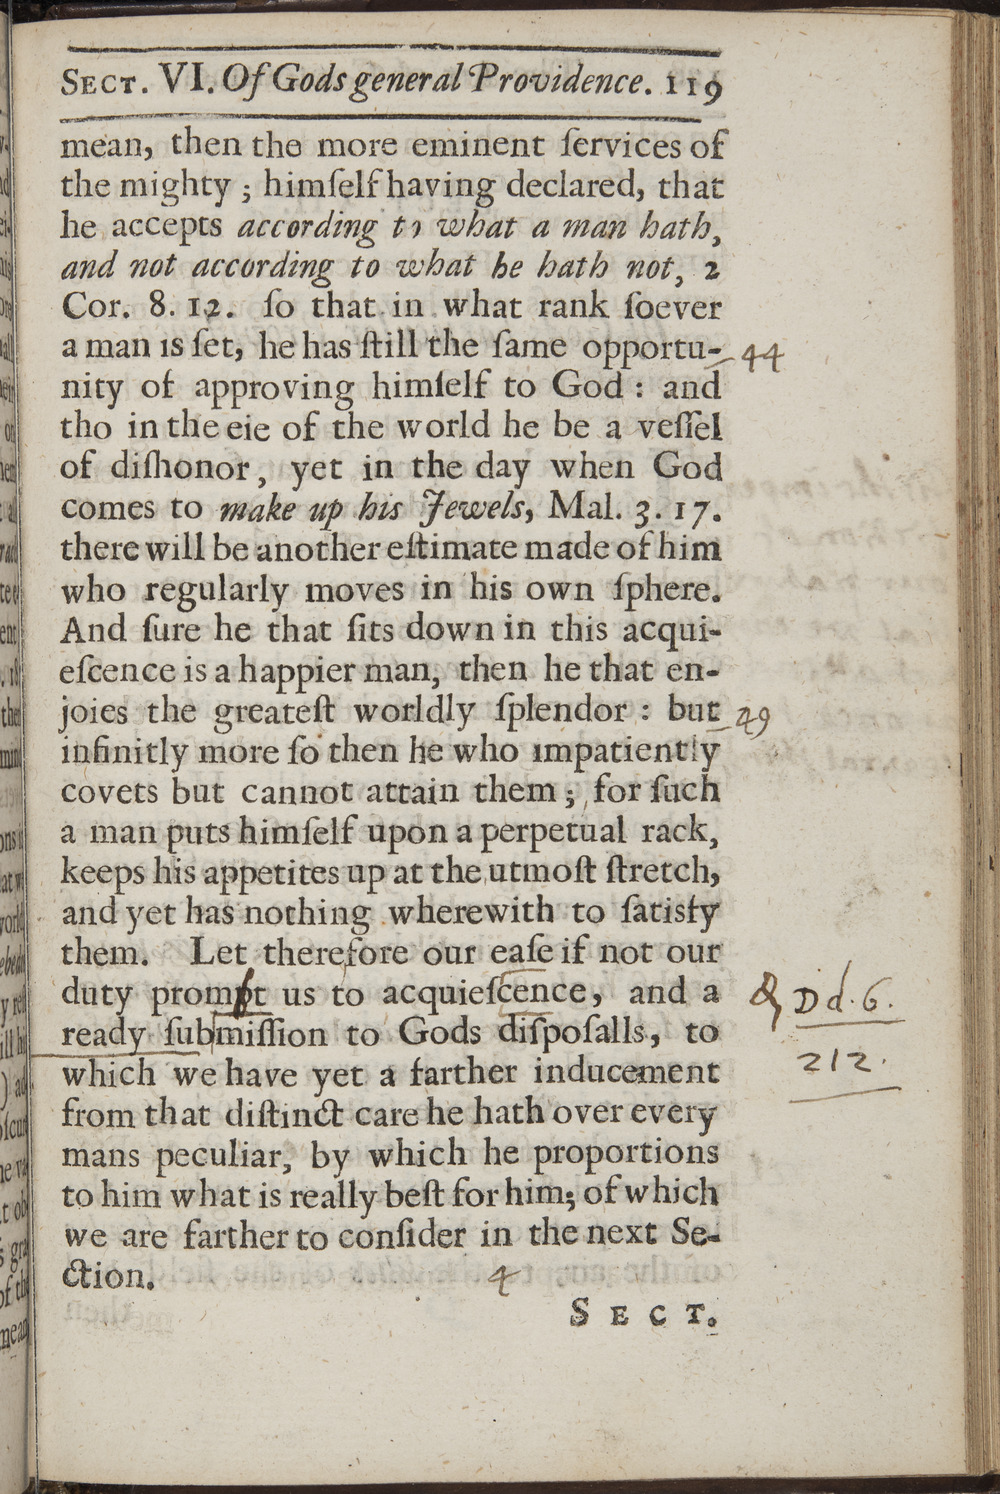 SECT. VI. Of Gods general Providence. 119
mean, then the more eminent ſervices of
the mighty ; himſelf having declared, that
he accepts according to what a man hath,
and not according to what he hath not, 2
Cor. 8. 12. ſo that in what rank ſoever
a man is ſet, he has ſtill the ſame opportu- 44
nity of approving himſelf to God : and
tho in the eie of the world he be a veſſel
of diſhonor, yet in the day when God
comes to make up his Jewels, Mal. 3. 17.
there will be another eſtimate made of him
who regularly moves in his own ſphere.
And ſure he that ſits down in this acqui-
eſcence is a happier man, then he that en-
joies the greateſt worldly ſplendor : but 49
infinitly more ſo then he who impatiently
covets but cannot attain them ; for ſuch
a man puts himſelf upon a perpetual rack,
keeps his appetites up at the utmoſt ſtretch,
and yet has nothing wherewith to ſatisfy
them. Let therefore our eaſe if not our
duty promt us to acquieſcence, and a Dd. 6.
ready ſubmiſſion to Gods diſpoſalls, to
212.
which we have yet a farther inducement
from that diſtinct care he hath over every
mans peculiar, by which he proportions
to him what is really beſt for him; of which
we are farther to conſider in the next Se-
ction. 4
SECT.